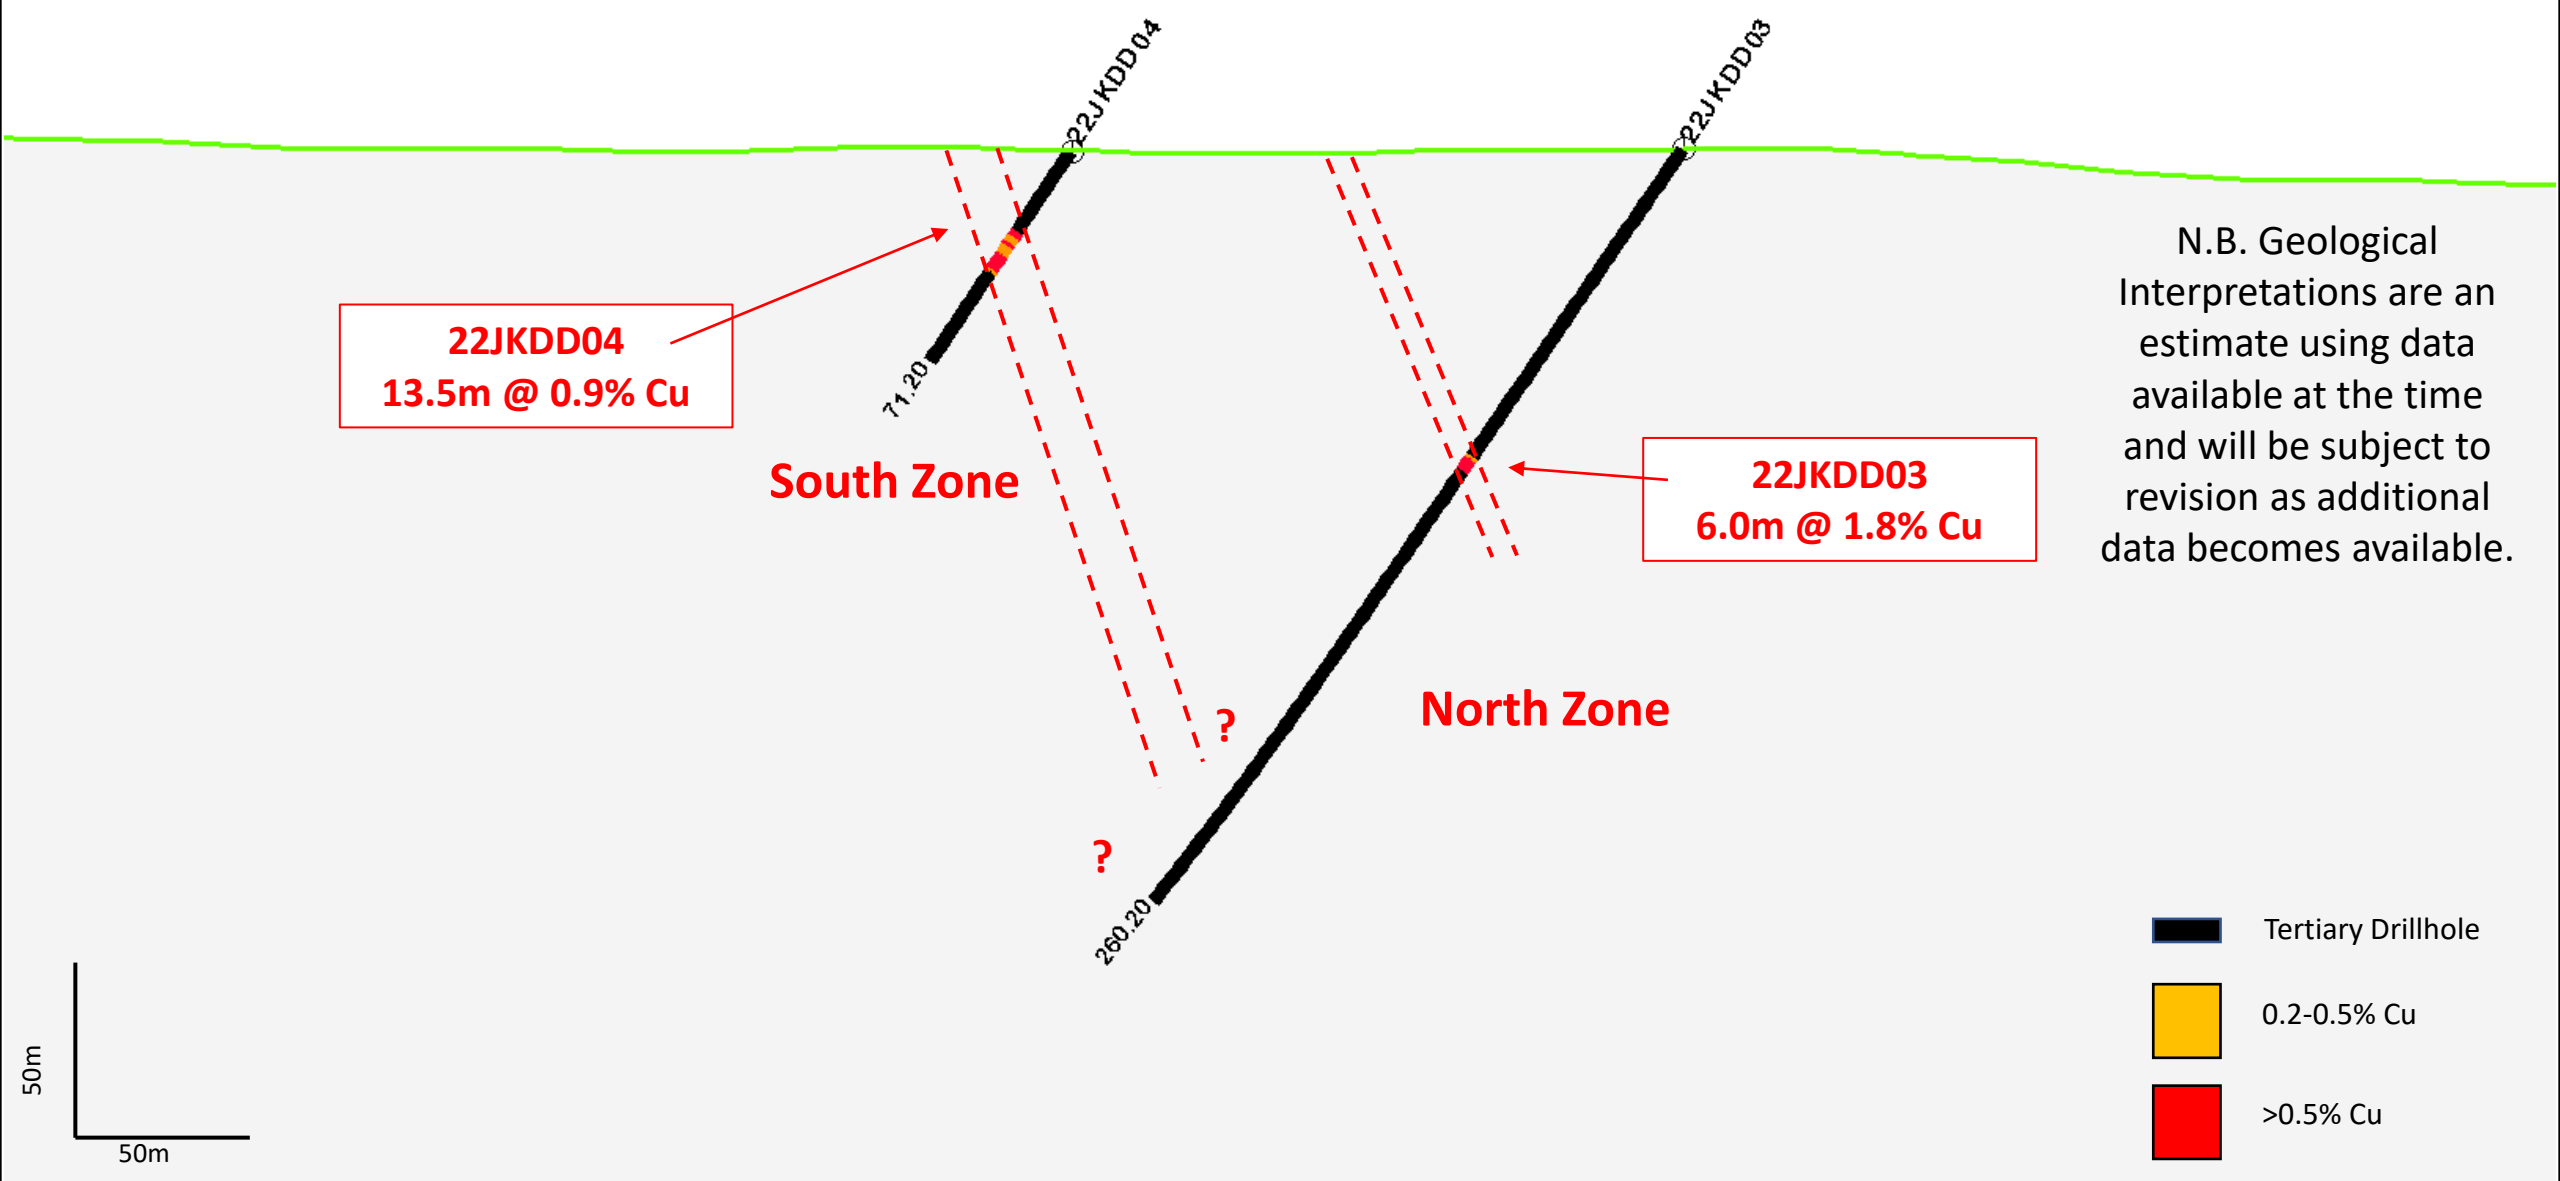 22JKDD04
22JKDD03
N.B. Geological
Interpretations are an
estimate using data
available at the time
and will be subject to
revision as additional
data becomes available.
22JKDD04
13.5m @ 0.9% Cu
71.20
South Zone
22JKDD03
6.0m @ 1.8% Cu
North Zone
?
?
260.20
Tertiary Drillhole
0.2-0.5% Cu
>0.5% Cu
50m
50m